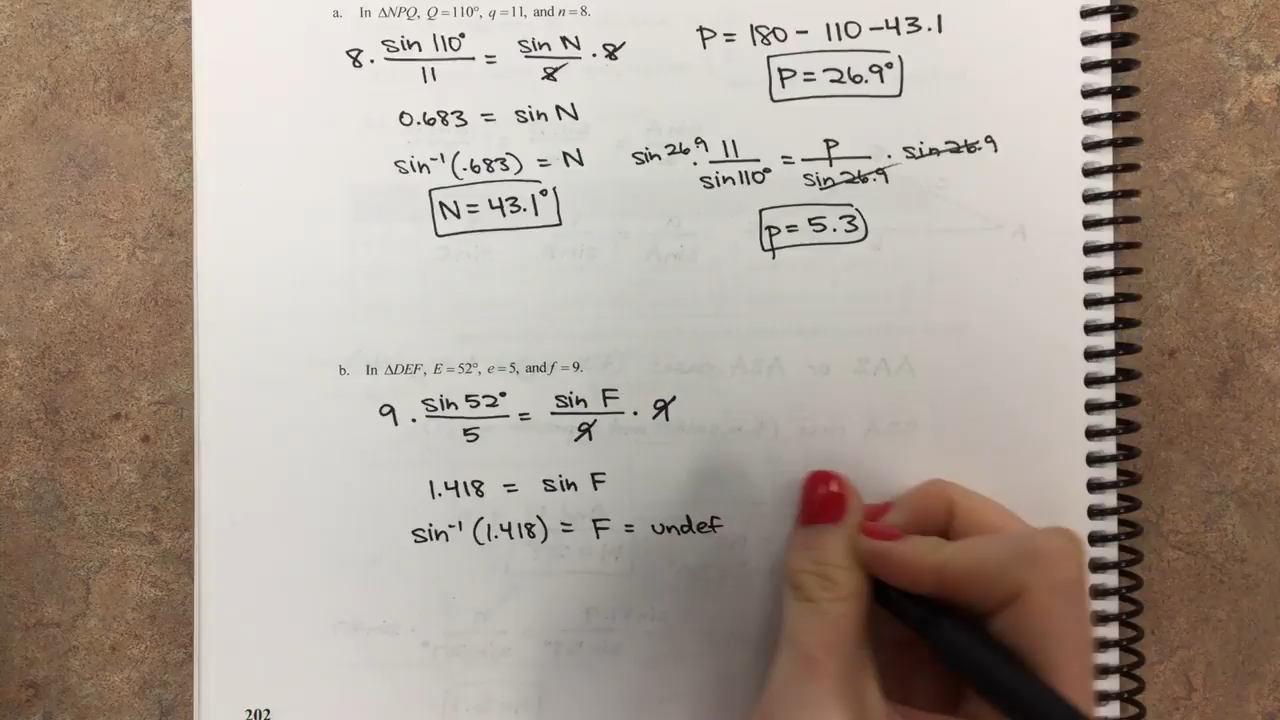 a. In ΔNPQ, Q=110°, q=11, and n=8.
8 · sin 110° / 11 = sin N / 8 · 8
0.683 = sin N
sin⁻¹(.683) = N
N = 43.1°
P = 180 - 110 - 43.1
P = 26.9°
sin 26.9 · 11 / sin 110° = p / sin 26.9 · sin 26.9
p = 5.3
b. In ΔDEF, E=52°, e=5, and f=9.
9 · sin 52° / 5 = sin F / 9 · 9
1.418 = sin F
sin⁻¹(1.418) = F = undef
202